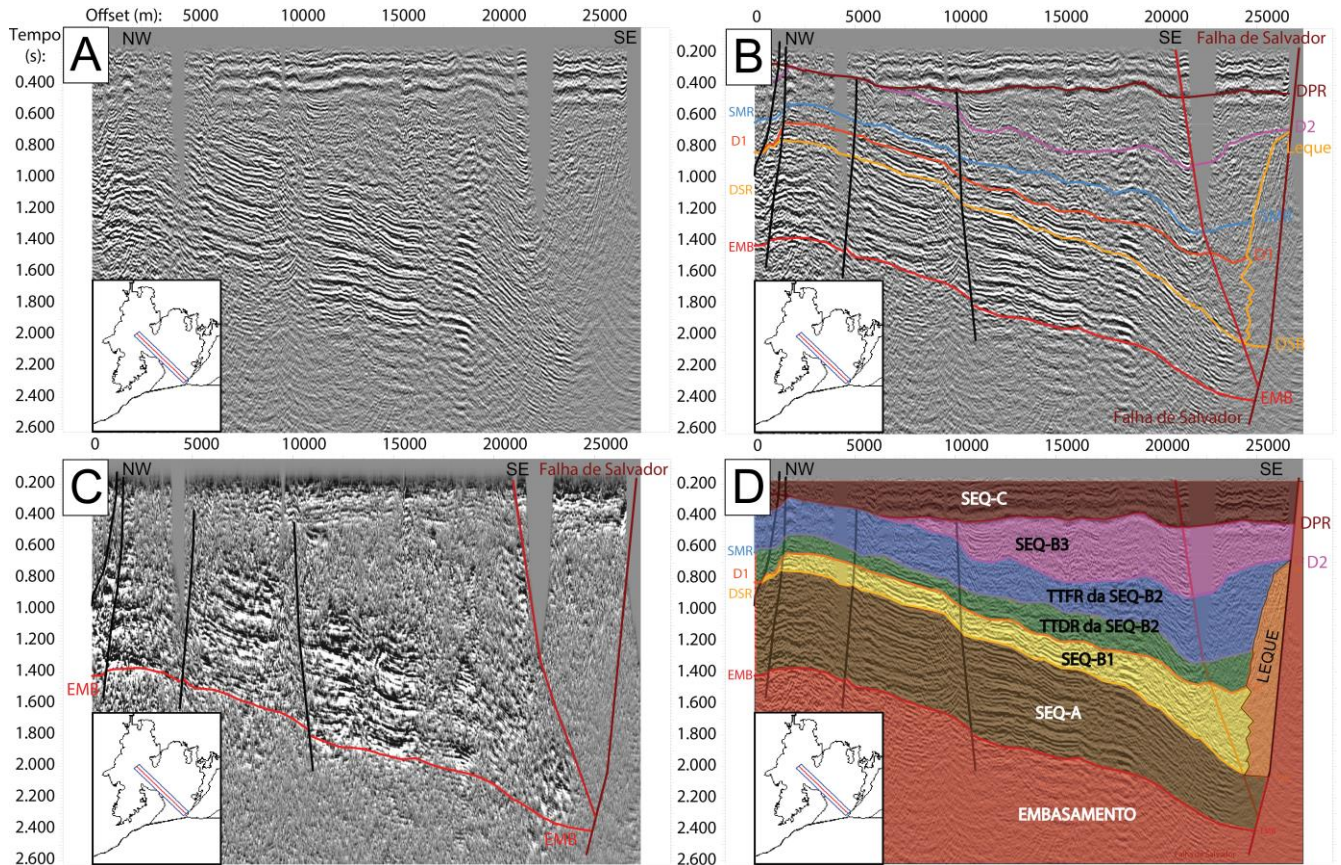 Offset (m): 5000 10000 15000 20000 25000
0 5000 10000 15000 20000 25000
Tempo
(s):
A
NW
SE
0.200
0.400
0.600
0.800
1.000
1.200
1.400
1.600
1.800
2.000
2.200
2.400
2.600
0 5000 10000 15000 20000 25000
B
NW
SE
Falha de Salvador
0.200
0.400
0.600
0.800
1.000
1.200
1.400
1.600
1.800
2.000
2.200
2.400
2.600
SMR
D1
DSR
EMB
DPR
D2
Leque
SMR
D1
DSR
EMB
Falha de Salvador
0 5000 10000 15000 20000 25000
C
NW
SE
Falha de Salvador
0.200
0.400
0.600
0.800
1.000
1.200
1.400
1.600
1.800
2.000
2.200
2.400
2.600
EMB
EMB
D
NW
SE
0.200
0.400
0.600
0.800
1.000
1.200
1.400
1.600
1.800
2.000
2.200
2.400
2.600
SMR
D1
DSR
EMB
SEQ-C
DPR
SEQ-B3
D2
TTFR da SEQ-B2
TTDR da SEQ-B2
SEQ-B1
LEQUE
SEQ-A
EMBASAMENTO
Falha de Salvador